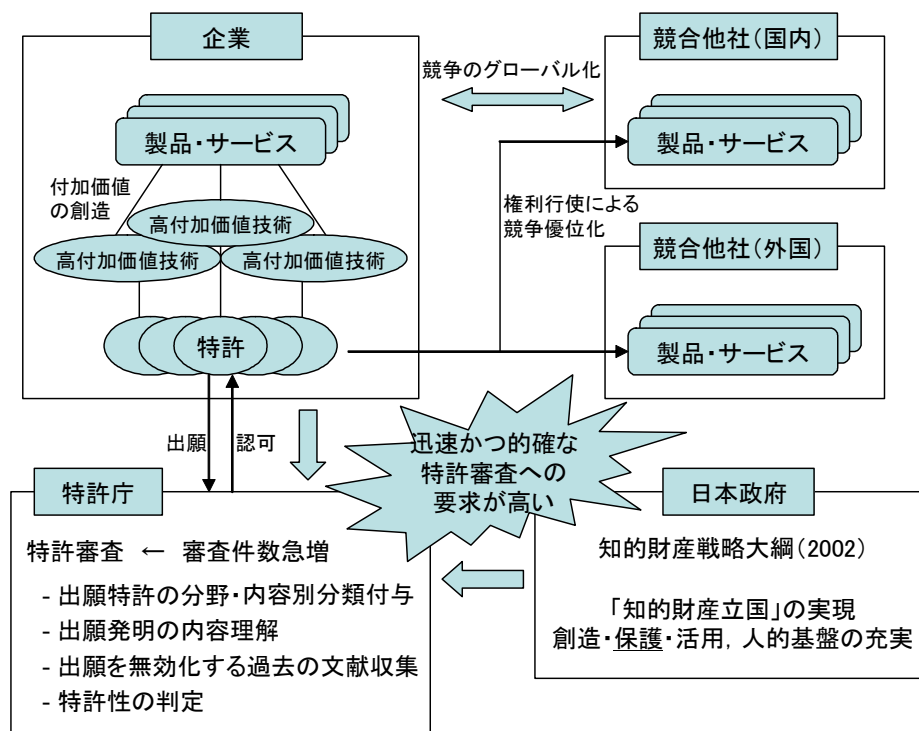 企業
製品・サービス
付加価値
の創造
高付加価値技術
高付加価値技術
高付加価値技術
特許
出願
認可
競争のグローバル化
権利行使による
競争優位化
競合他社(国内)
製品・サービス
競合他社(外国)
製品・サービス
迅速かつ的確な
特許審査への
要求が高い
特許庁
特許審査 ← 審査件数急増
- 出願特許の分野・内容別分類付与
- 出願発明の内容理解
- 出願を無効化する過去の文献収集
- 特許性の判定
日本政府
知的財産戦略大綱(2002)
「知的財産立国」の実現
創造・保護・活用, 人的基盤の充実